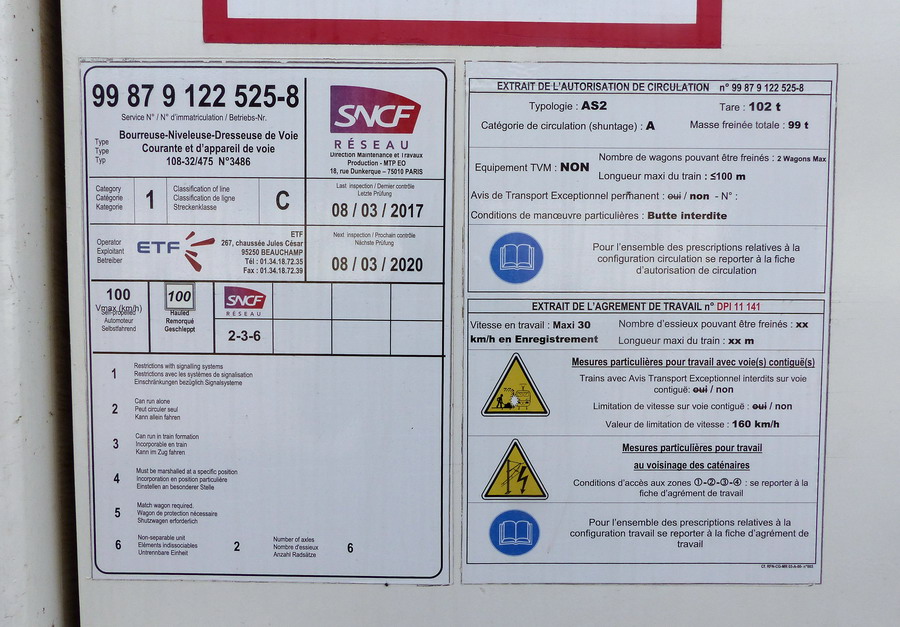 99 87 9 122 525-8
Service N° / N° d'immatriculation / Betriebs-Nr.
Type
Type
Typ
Bourreuse-Niveleuse-Dresseuse de Voie
Courante et d'appareil de voie
108-32/475 N°3486
SNCF
RÉSEAU
Direction Maintenance et Travaux
Production - MTP EO
18, rue Dunkerque – 75010 PARIS
Category
Catégorie
Kategorie
1
Classification of line
Classification de ligne
Streckenklasse
C
Last inspection / Dernier contrôle
Letzte Prüfung
08 / 03 / 2017
Operator
Exploitant
Betreiber
ETF
ETF
267, chaussée Jules César
95250 BEAUCHAMP
Tél : 01.34.18.72.35
Fax : 01.34.18.72.39
Next inspection / Prochain contrôle
Nächste Prüfung
08 / 03 / 2020
100
Vmax (km/h)
Self-propelled
Automoteur
Selbstfahrend
100
Hauled
Remorqué
Geschleppt
SNCF
RÉSEAU
2-3-6
1
Restrictions with signalling systems
Restrictions avec les systèmes de signalisation
Einschränkungen bezüglich Signalsysteme
2
Can run alone
Peut circuler seul
Kann allein fahren
3
Can run in train formation
Incorporable en train
Kann im Zug fahren
4
Must be marshalled at a specific position
Incorporation en position particulière
Einstellen an besonderer Stelle
5
Match wagon required.
Wagon de protection nécessaire
Shutzwagen erforderlich
6
Non-separable unit
Eléments indissociables
Untrennbare Einheit
2
Number of axles
Nombre d'essieux
Anzahl Radsätze
6
EXTRAIT DE L'AUTORISATION DE CIRCULATION n° 99 87 9 122 525-8
Typologie : AS2
Tare : 102 t
Catégorie de circulation (shuntage) : A
Masse freinée totale : 99 t
Equipement TVM : NON
Nombre de wagons pouvant être freinés : 2 Wagons Max
Longueur maxi du train : ≤100 m
Avis de Transport Exceptionnel permanent : oui / non - N° :
Conditions de manœuvre particulières : Butte interdite
Pour l'ensemble des prescriptions relatives à la
configuration circulation se reporter à la fiche
d'autorisation de circulation
EXTRAIT DE L'AGREMENT DE TRAVAIL n° DPI 11 141
Vitesse en travail : Maxi 30
km/h en Enregistrement
Nombre d'essieux pouvant être freinés : xx
Longueur maxi du train : xx m
Mesures particulières pour travail avec voie(s) contiguë(s)
Trains avec Avis Transport Exceptionnel interdits sur voie
contiguë: oui / non
Limitation de vitesse sur voie contiguë : oui / non
Valeur de limitation de vitesse : 160 km/h
Mesures particulières pour travail
au voisinage des caténaires
Conditions d'accès aux zones ①-②-③-④ : se reporter à la
fiche d'agrément de travail
Pour l'ensemble des prescriptions relatives à la
configuration travail se reporter à la fiche d'agrément de
travail